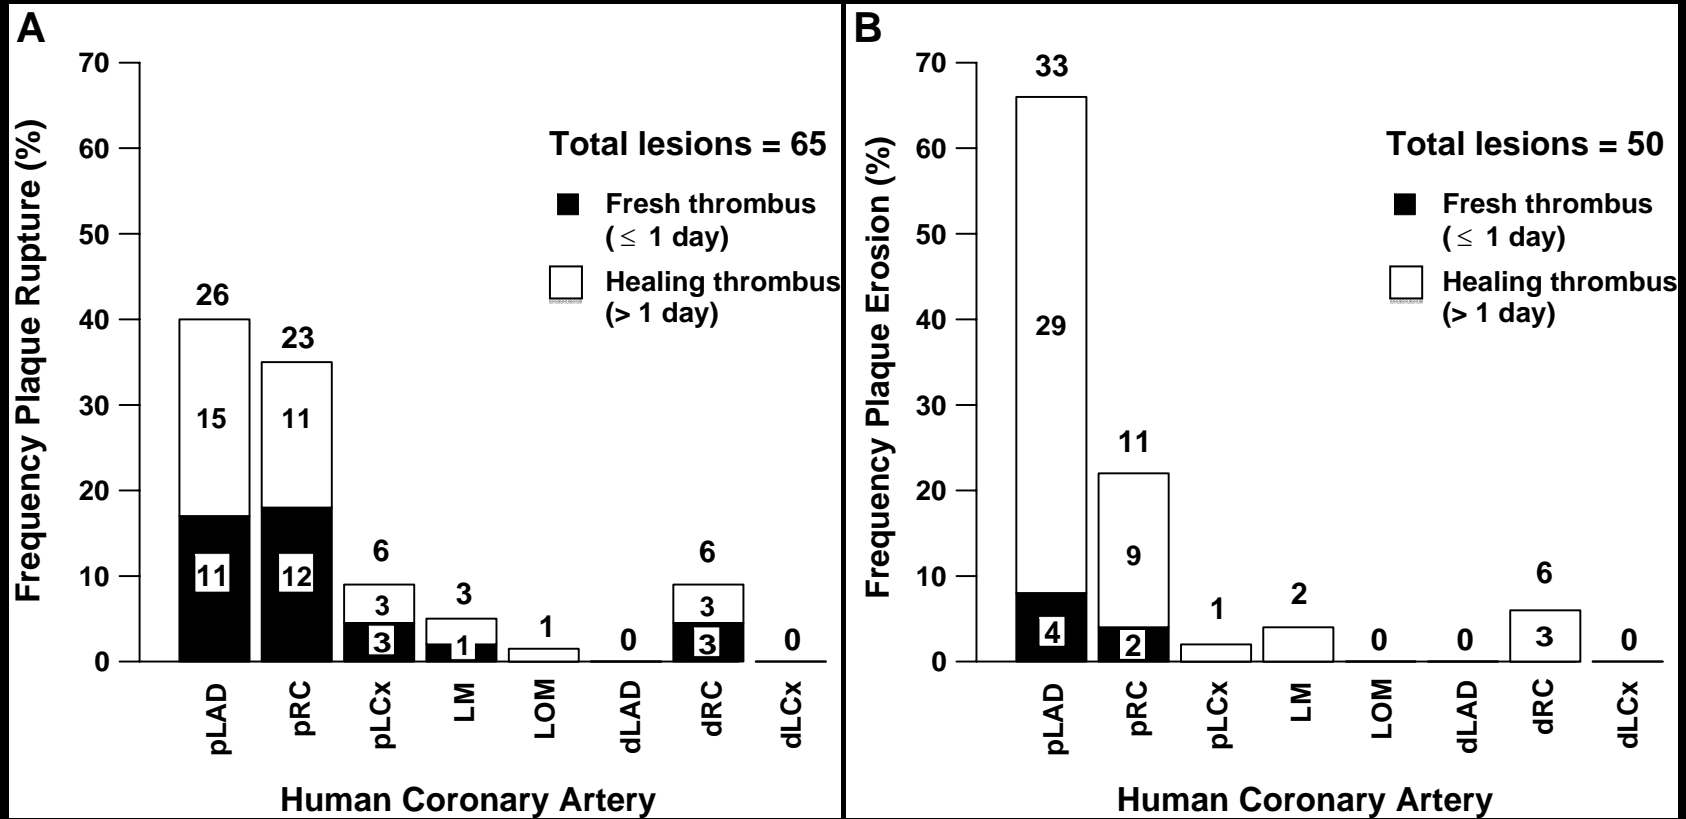 A
Frequency Plaque Rupture (%)
70
60
50
40
30
20
10
0
Total lesions = 65
Fresh thrombus
( ≤ 1 day)
Healing thrombus
(> 1 day)
26
15
11
23
11
12
6
3
3
3
1
1
0
6
3
3
0
pLAD
pRC
pLCx
LM
LOM
dLAD
dRC
dLCx
Human Coronary Artery
B
Frequency Plaque Erosion (%)
70
60
50
40
30
20
10
0
Total lesions = 50
Fresh thrombus
( ≤ 1 day)
Healing thrombus
(> 1 day)
33
29
4
11
9
2
1
2
0
0
6
3
0
pLAD
pRC
pLCx
LM
LOM
dLAD
dRC
dLCx
Human Coronary Artery